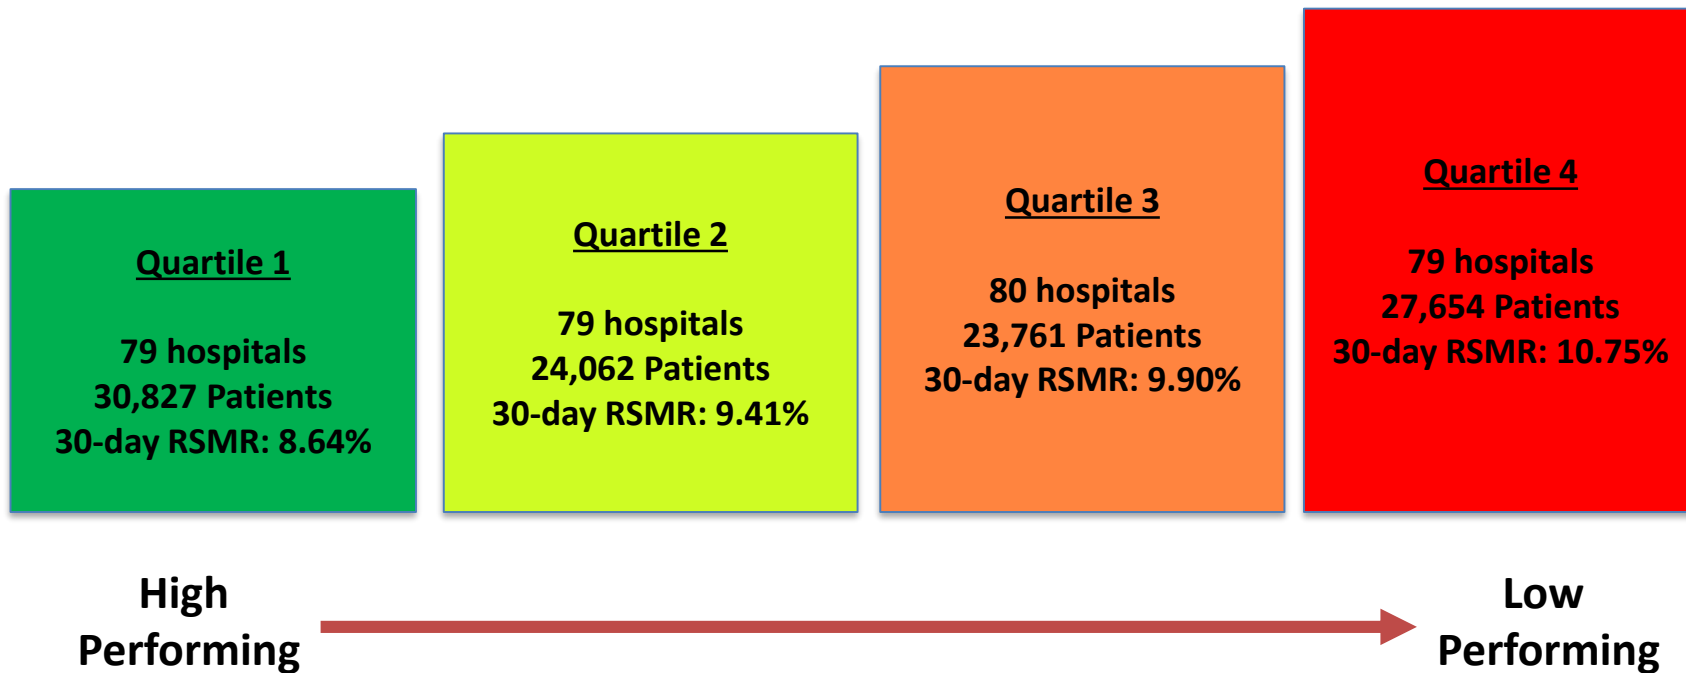 Quartile 1
79 hospitals
30,827 Patients
30-day RSMR: 8.64%
Quartile 2
79 hospitals
24,062 Patients
30-day RSMR: 9.41%
Quartile 3
80 hospitals
23,761 Patients
30-day RSMR: 9.90%
Quartile 4
79 hospitals
27,654 Patients
30-day RSMR: 10.75%
High
Performing
Low
Performing